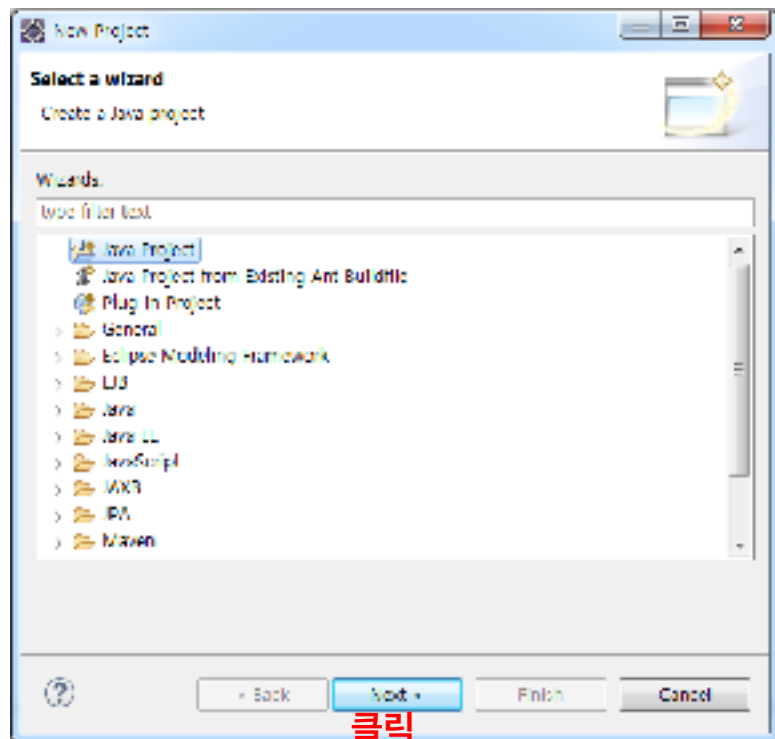 New Project
Select a wizard
Create a Java project
Wizards:
type filter text
Java Project
Java Project from Existing Ant Buildfile
Plug-in Project
General
Eclipse Modeling Framework
EJB
Java
Java EE
JavaScript
JAXB
JPA
Maven
< Back Next > Finish Cancel
클릭